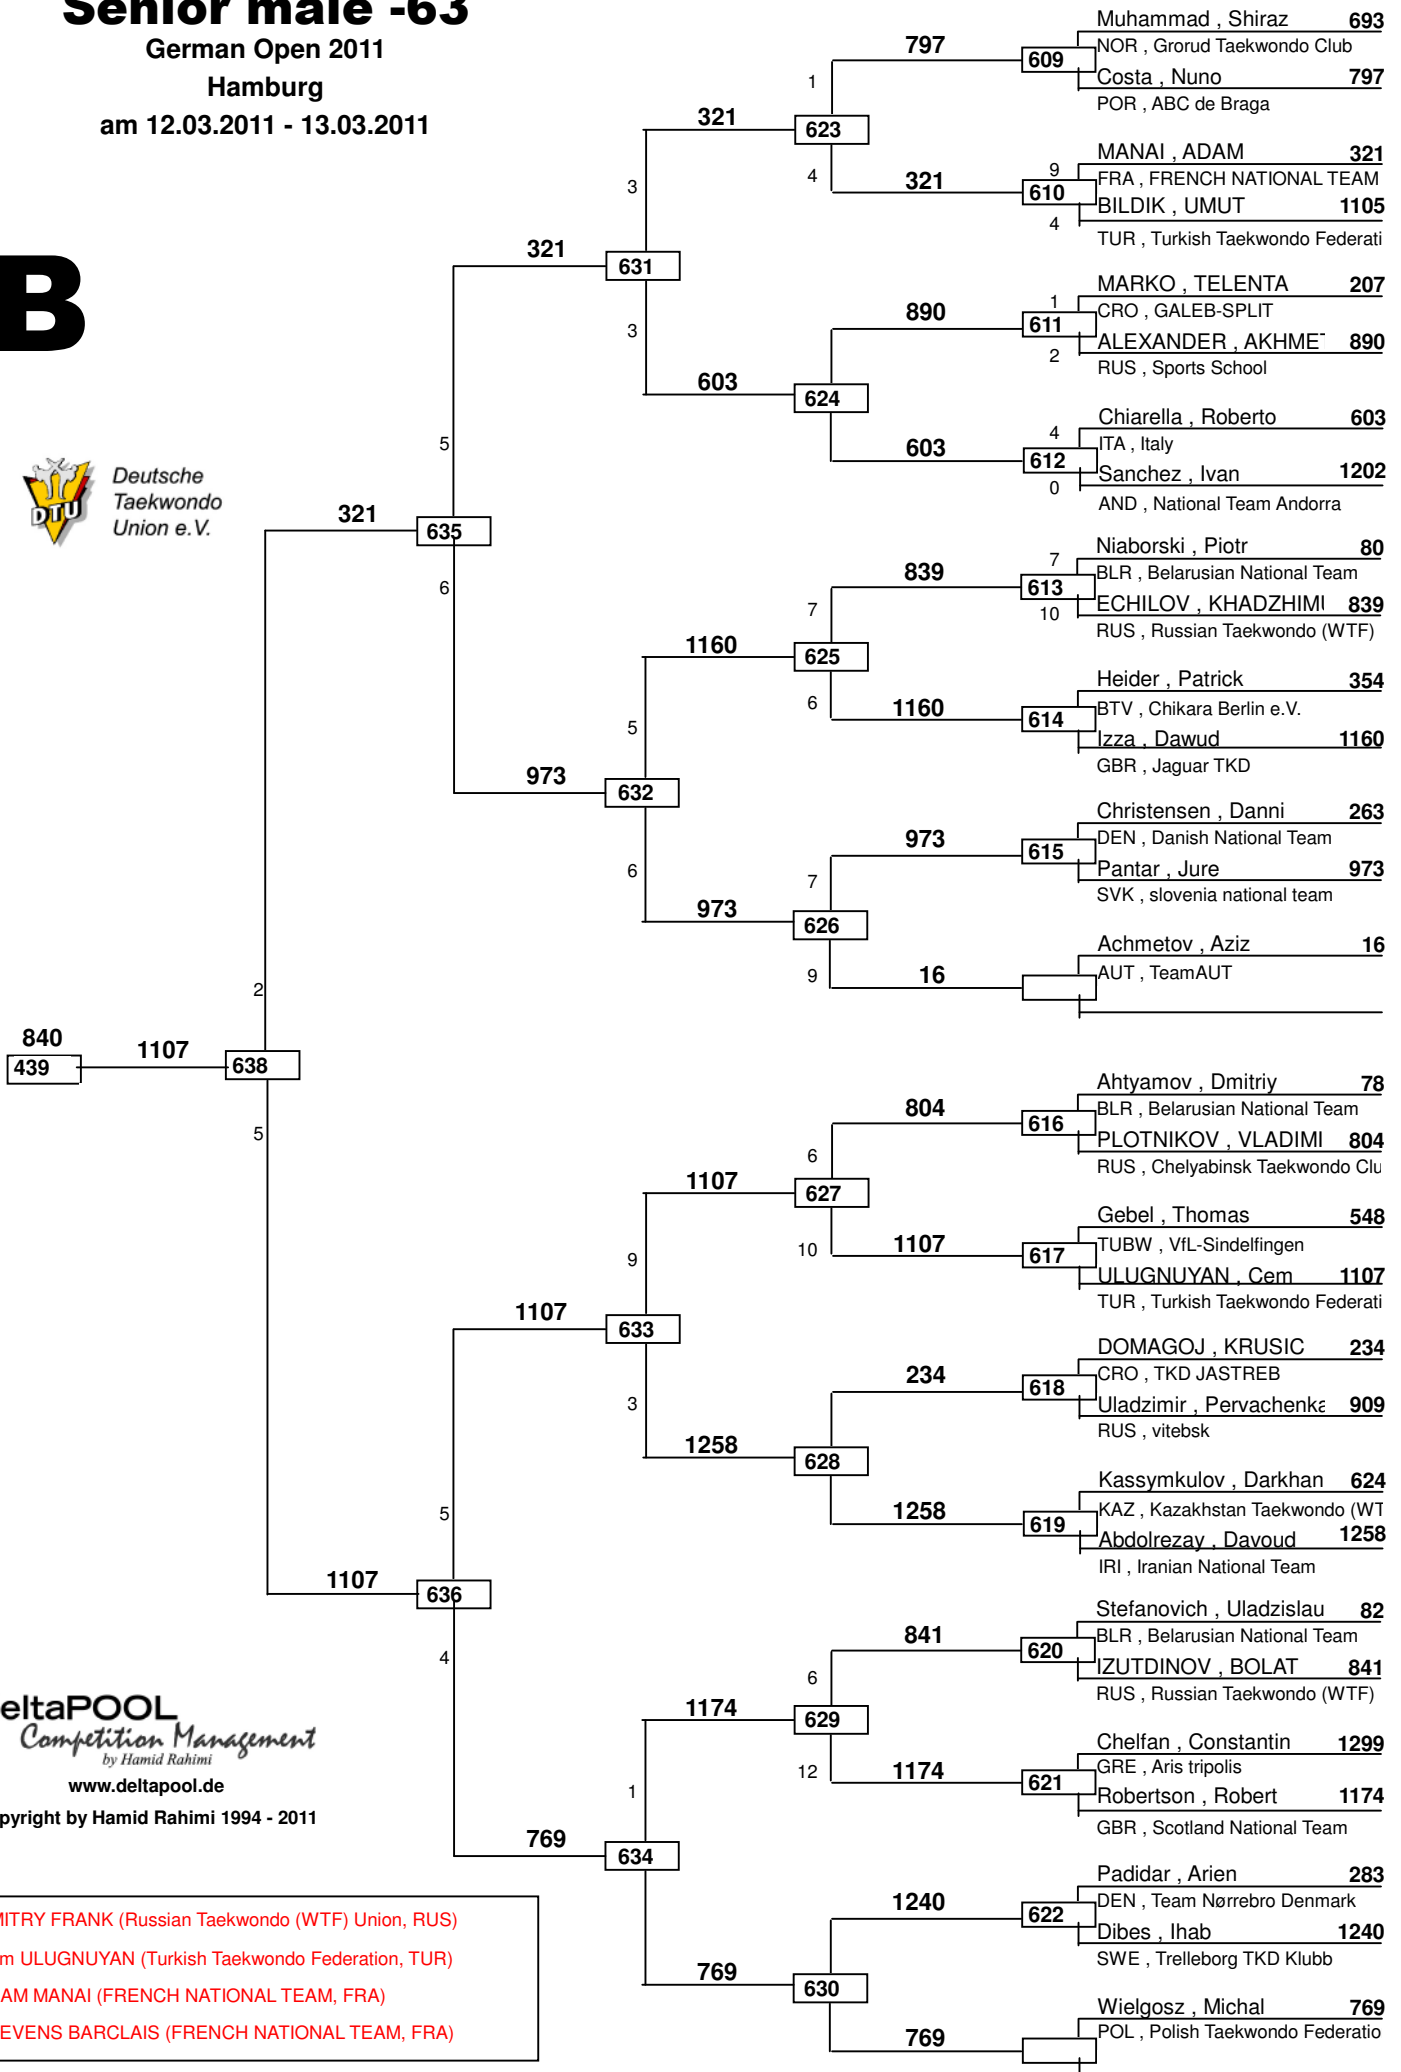 Senior male -63
German Open 2011
Hamburg
am 12.03.2011 - 13.03.2011
B
Deutsche
Taekwondo
Union e.V.
DTU
Muhammad , Shiraz 693
797
609 NOR , Grorud Taekwondo Club
Costa , Nuno 797
1
POR , ABC de Braga
321
623
MANAI , ADAM 321
9
4
321
610 FRA , FRENCH NATIONAL TEAM
3
BILDIK , UMUT 1105
4
TUR , Turkish Taekwondo Federati
321
631
MARKO , TELENTA 207
1
890
611 CRO , GALEB-SPLIT
3
ALEXANDER , AKHMET 890
2
RUS , Sports School
603
624
Chiarella , Roberto 603
4
5
603
612 ITA , Italy
Sanchez , Ivan 1202
0
AND , National Team Andorra
321
635
Niaborski , Piotr 80
7
839
613 BLR , Belarusian National Team
6
7
ECHILOV , KHADZHIMU 839
10
RUS , Russian Taekwondo (WTF)
1160
625
Heider , Patrick 354
6
1160
614 BTV , Chikara Berlin e.V.
5
Izza , Dawud 1160
GBR , Jaguar TKD
973
632
Christensen , Danni 263
973
615 DEN , Danish National Team
6
7
Pantar , Jure 973
SVK , slovenia national team
973
626
Achmetov , Aziz 16
9
16
AUT , TeamAUT
2
840
439
1107
638
5
Ahtyamov , Dmitriy 78
804
616 BLR , Belarusian National Team
6
PLOTNIKOV , VLADIMI 804
RUS , Chelyabinsk Taekwondo Clu
1107
627
Gebel , Thomas 548
10
1107
617 TUBW , VfL-Sindelfingen
9
ULUGNUYAN , Cem 1107
TUR , Turkish Taekwondo Federati
1107
633
DOMAGOJ , KRUSIC 234
234
618 CRO , TKD JASTREB
3
Uladzimir , Pervachenka 909
RUS , vitebsk
1258
628
Kassymkulov , Darkhan 624
5
1258
619 KAZ , Kazakhstan Taekwondo (WT
Abdolrezay , Davoud 1258
IRI , Iranian National Team
1107
636
Stefanovich , Uladzislau 82
841
620 BLR , Belarusian National Team
4
6
IZUTDINOV , BOLAT 841
RUS , Russian Taekwondo (WTF)
1174
629
Chelfan , Constantin 1299
12
1174
621 GRE , Aris tripolis
1
Robertson , Robert 1174
GBR , Scotland National Team
769
634
Padidar , Arien 283
1240
622 DEN , Team Nørrebro Denmark
Dibes , Ihab 1240
SWE , Trelleborg TKD Klubb
769
630
Wielgosz , Michal 769
769
POL , Polish Taekwondo Federatio
eltaPOOL
Competition Management
by Hamid Rahimi
www.deltapool.de
pyright by Hamid Rahimi 1994 - 2011
MITRY FRANK (Russian Taekwondo (WTF) Union, RUS)
m ULUGNUYAN (Turkish Taekwondo Federation, TUR)
AM MANAI (FRENCH NATIONAL TEAM, FRA)
EVENS BARCLAIS (FRENCH NATIONAL TEAM, FRA)